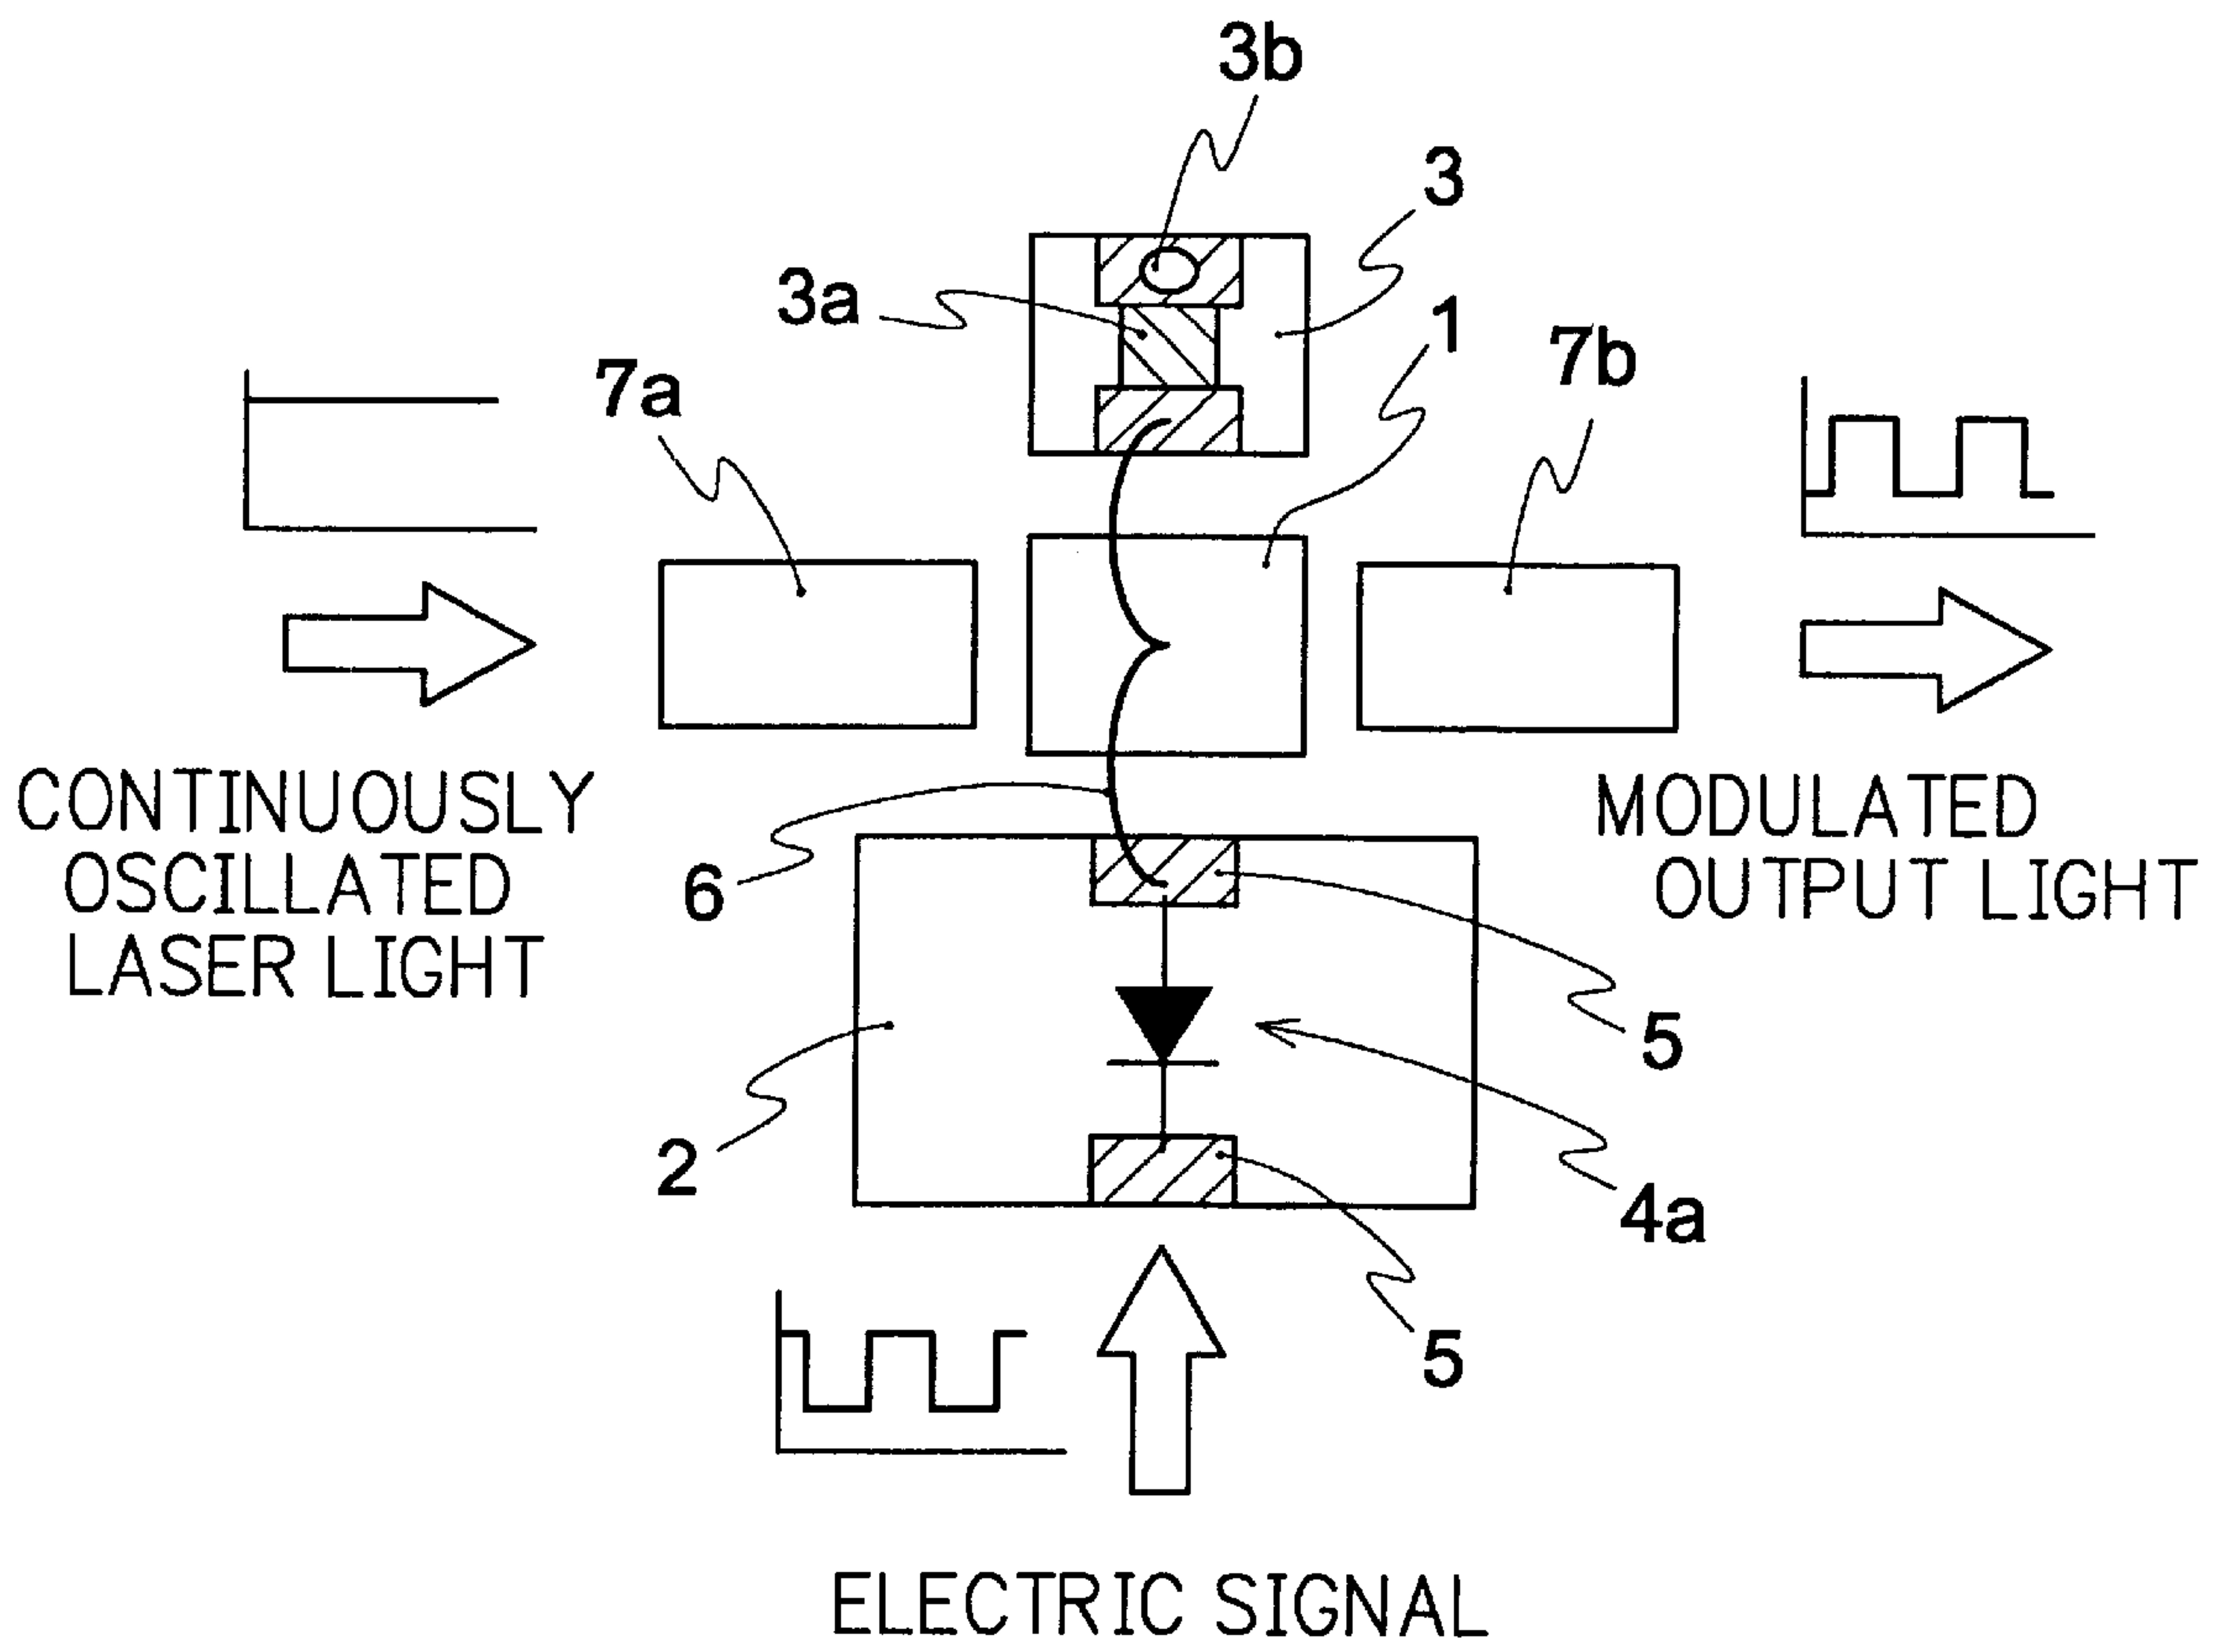 3b
3
3a
1
7a
7b
CONTINUOUSLY
OSCILLATED
LASER LIGHT
MODULATED
OUTPUT LIGHT
6
5
2
4a
5
ELECTRIC SIGNAL